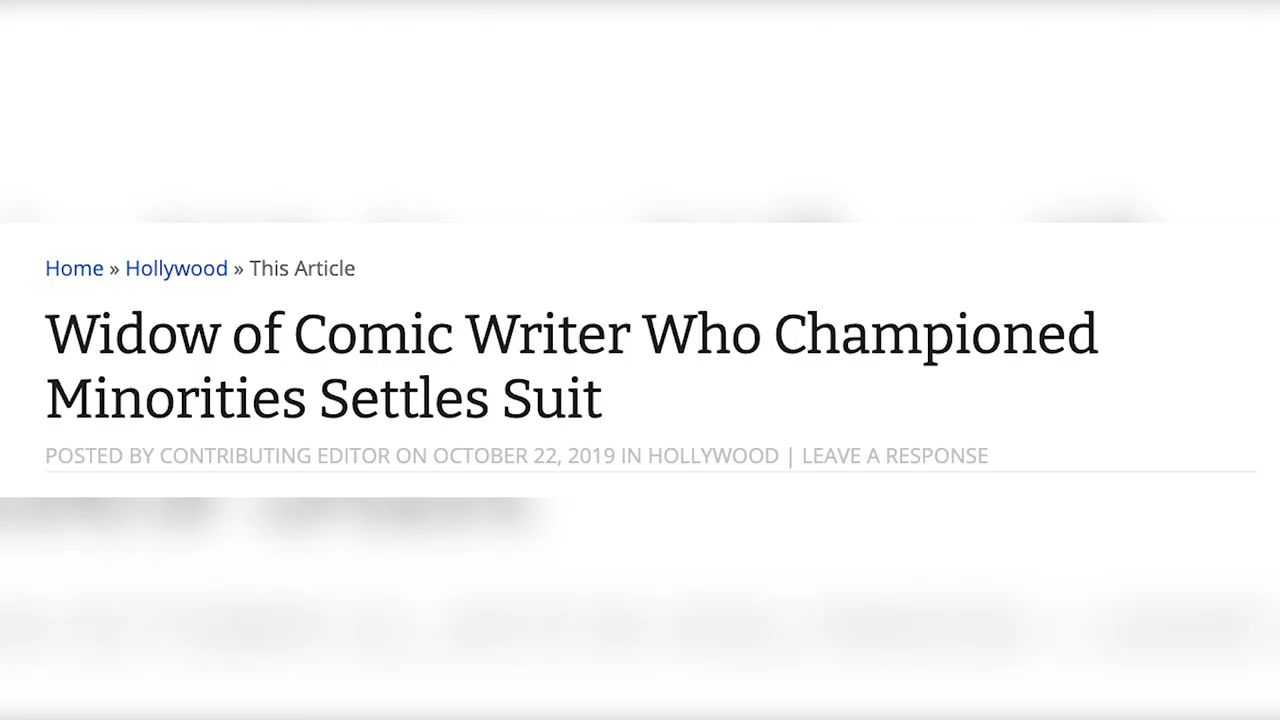 Home » Hollywood » This Article
Widow of Comic Writer Who Championed
Minorities Settles Suit
POSTED BY CONTRIBUTING EDITOR ON OCTOBER 22, 2019 IN HOLLYWOOD | LEAVE A RESPONSE